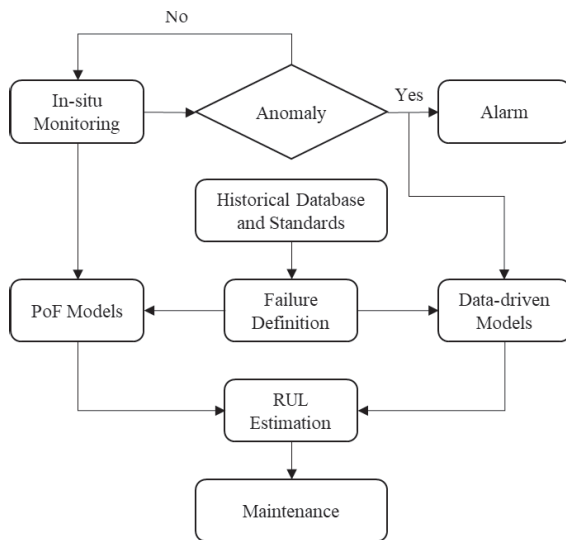 No
In-situ
Monitoring
Anomaly
Yes
Alarm
Historical Database
and Standards
PoF Models
Failure
Definition
Data-driven
Models
RUL
Estimation
Maintenance